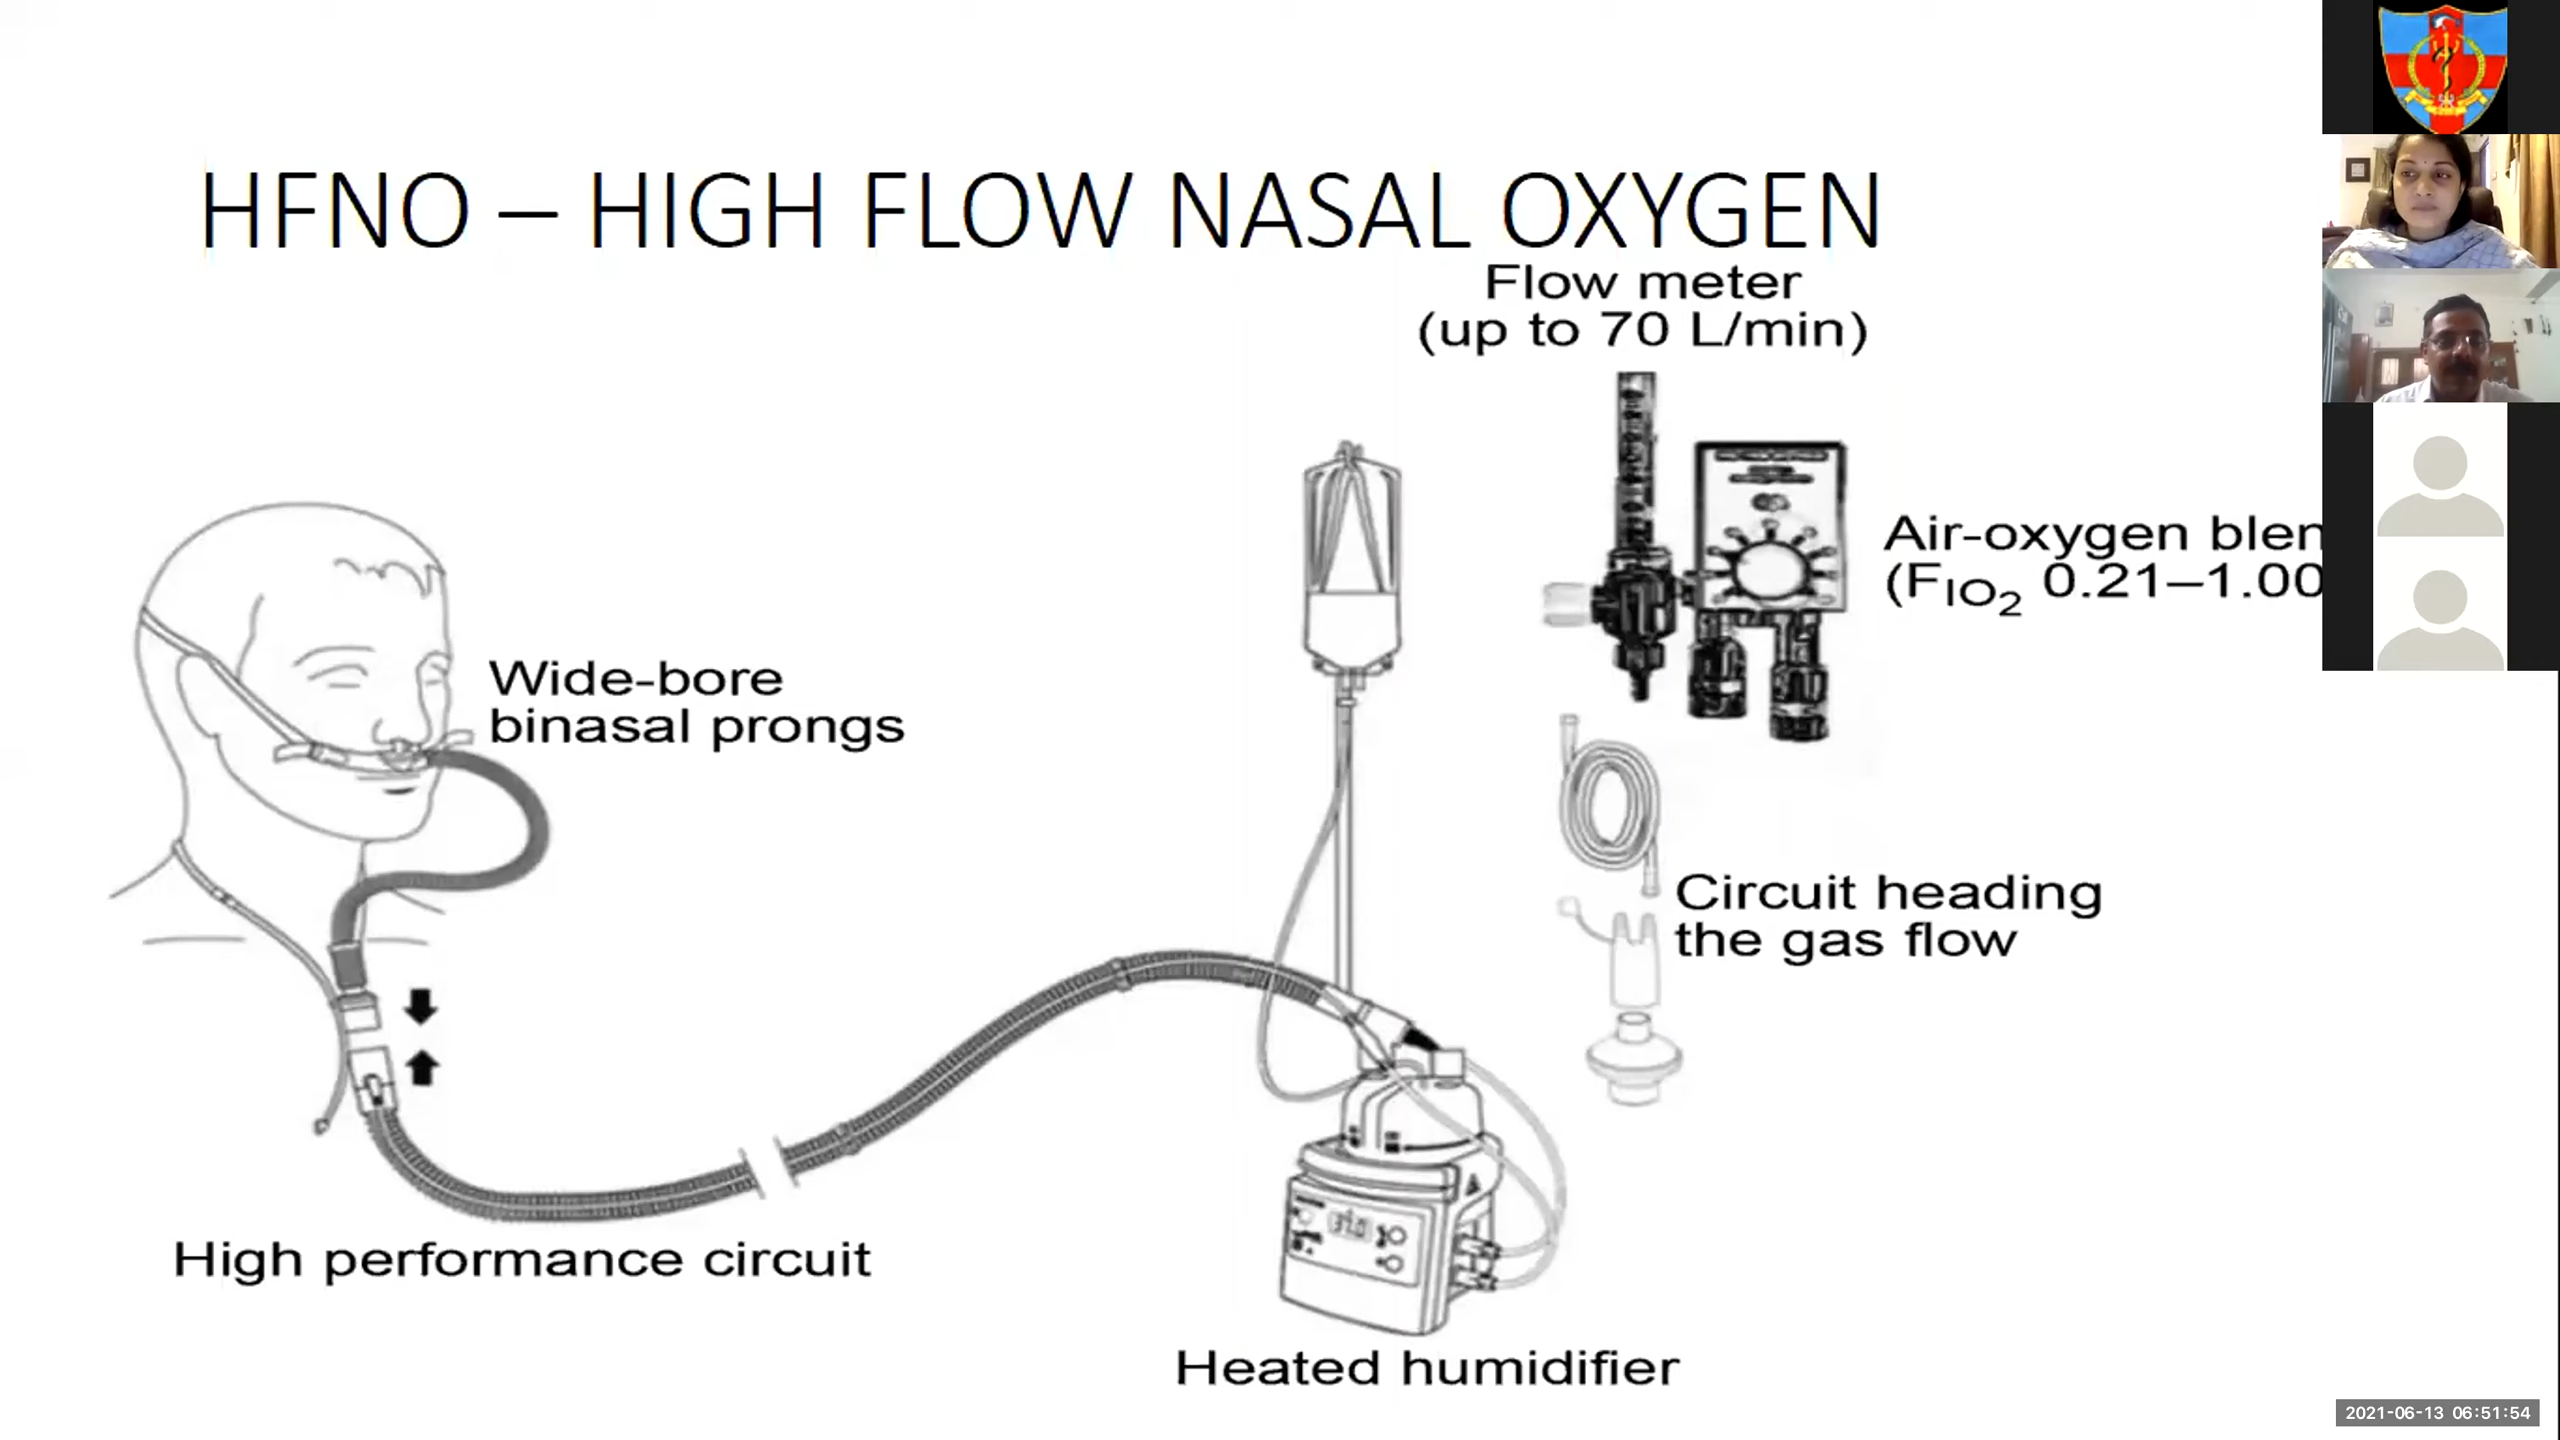 HFNO – HIGH FLOW NASAL OXYGEN
Flow meter
(up to 70 L/min)
Air-oxygen blen
(FIO2 0.21–1.00
Wide-bore
binasal prongs
Circuit heading
the gas flow
High performance circuit
Heated humidifier
2021-06-13 06:51:54